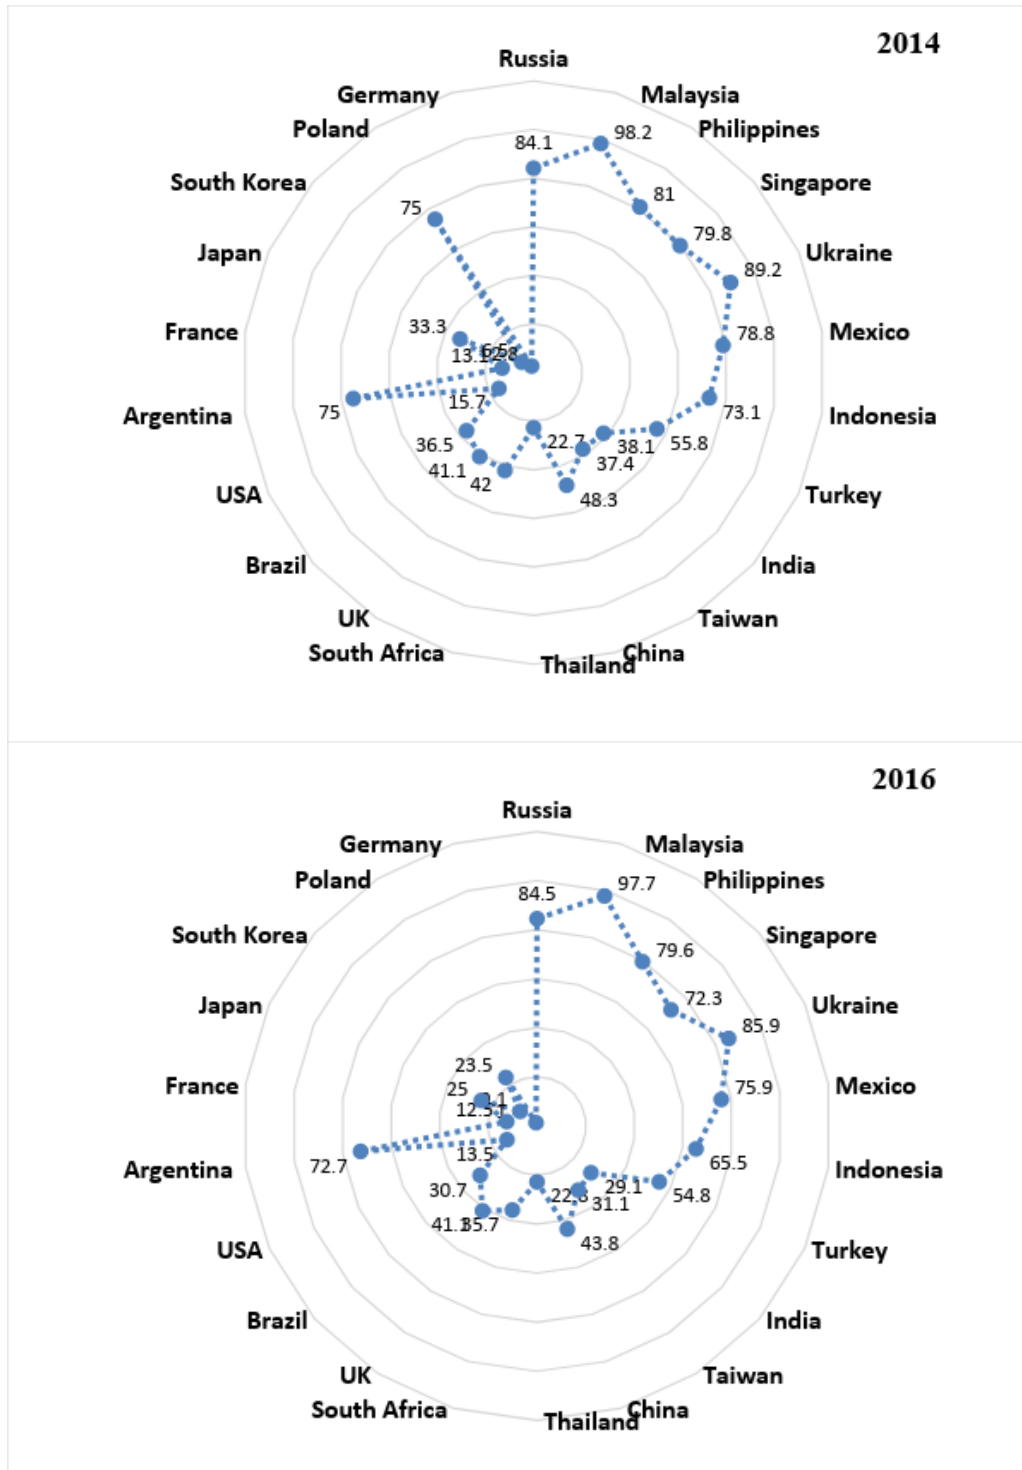 2014
Russia
Germany
Malaysia
Poland
Philippines
South Korea
Singapore
Japan
Ukraine
France
Mexico
Argentina
Indonesia
USA
Turkey
Brazil
India
UK
Taiwan
South Africa
China
Thailand
84.1
98.2
81
79.8
89.2
78.8
73.1
55.8
38.1
37.4
48.3
22.7
42
41.1
36.5
15.7
75
33.3
75
2016
Russia
Germany
Malaysia
Poland
Philippines
South Korea
Singapore
Japan
Ukraine
France
Mexico
Argentina
Indonesia
USA
Turkey
Brazil
India
UK
Taiwan
South Africa
China
Thailand
84.5
97.7
79.6
72.3
85.9
75.9
65.5
54.8
29.1
31.1
43.8
35.7
30.7
13.5
72.7
25
23.5